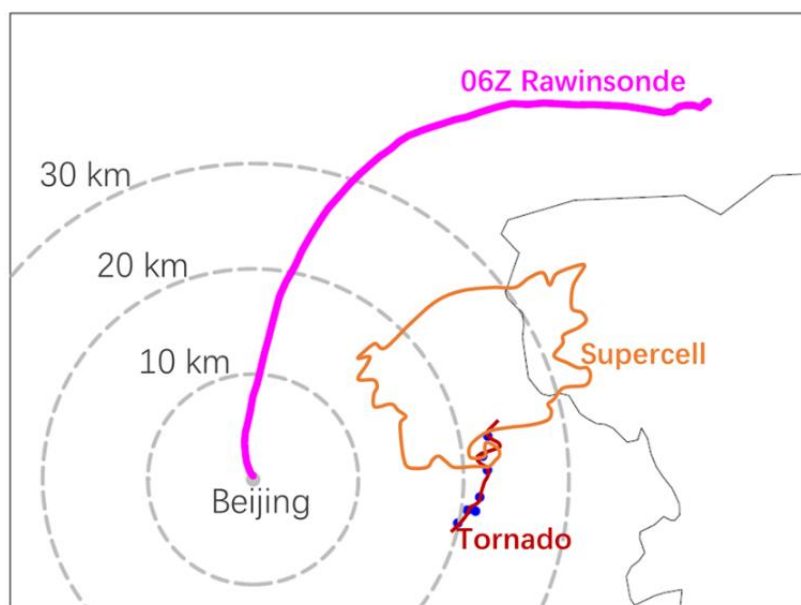 06Z Rawinsonde
30 km
20 km
10 km
Supercell
Beijing
Tornado